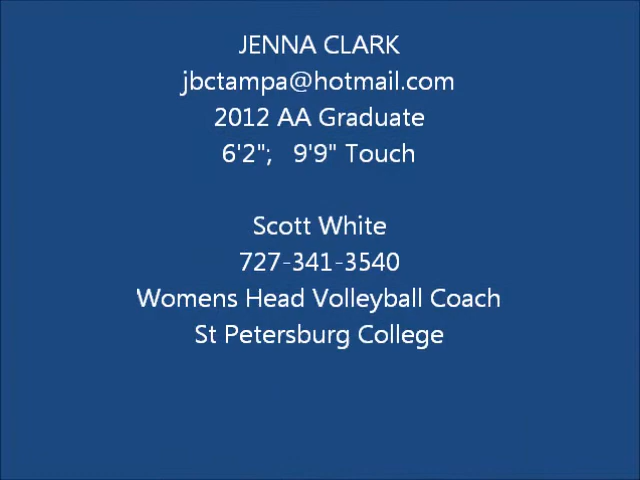 JENNA CLARK
jbctampa@hotmail.com
2012 AA Graduate
6'2";   9'9" Touch
Scott White
727-341-3540
Womens Head Volleyball Coach
St Petersburg College